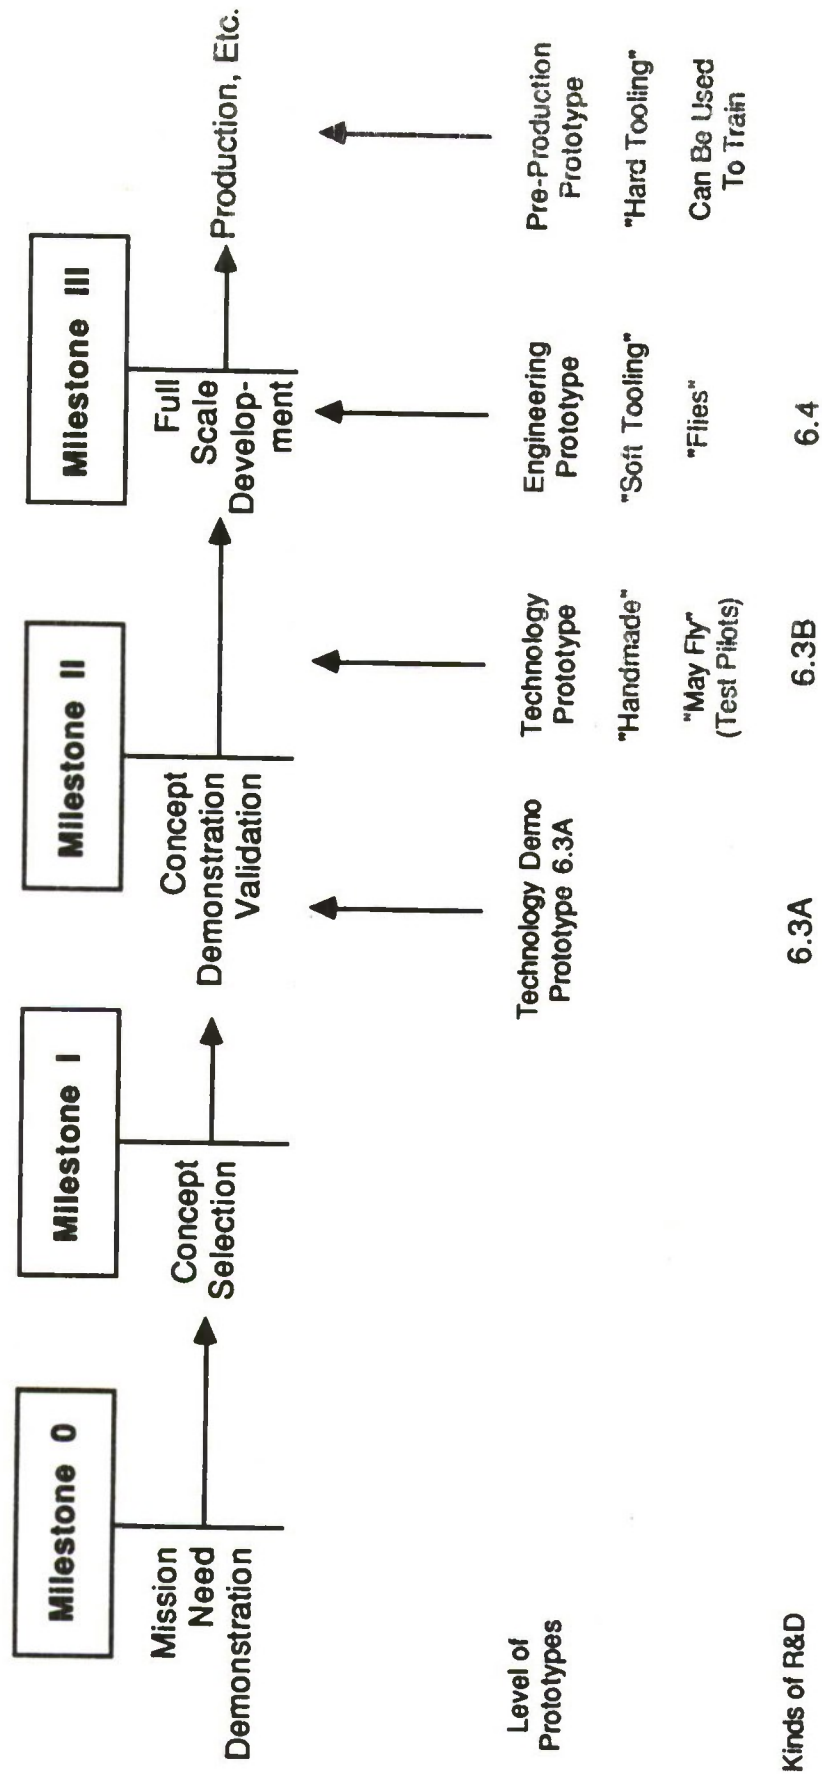 Milestone 0
Milestone I
Milestone II
Milestone III
Mission
Need
Demonstration
Concept
Selection
Concept
Demonstration
Validation
Full
Scale
Develop-
ment
Production, Etc.
Level of
Prototypes
Technology Demo
Prototype 6.3A
Technology
Prototype
"Handmade"
"May Fly"
(Test Pilots)
Engineering
Prototype
"Soft Tooling"
"Flies"
Pre-Production
Prototype
"Hard Tooling"
Can Be Used
To Train
Kinds of R&D
6.3A
6.3B
6.4